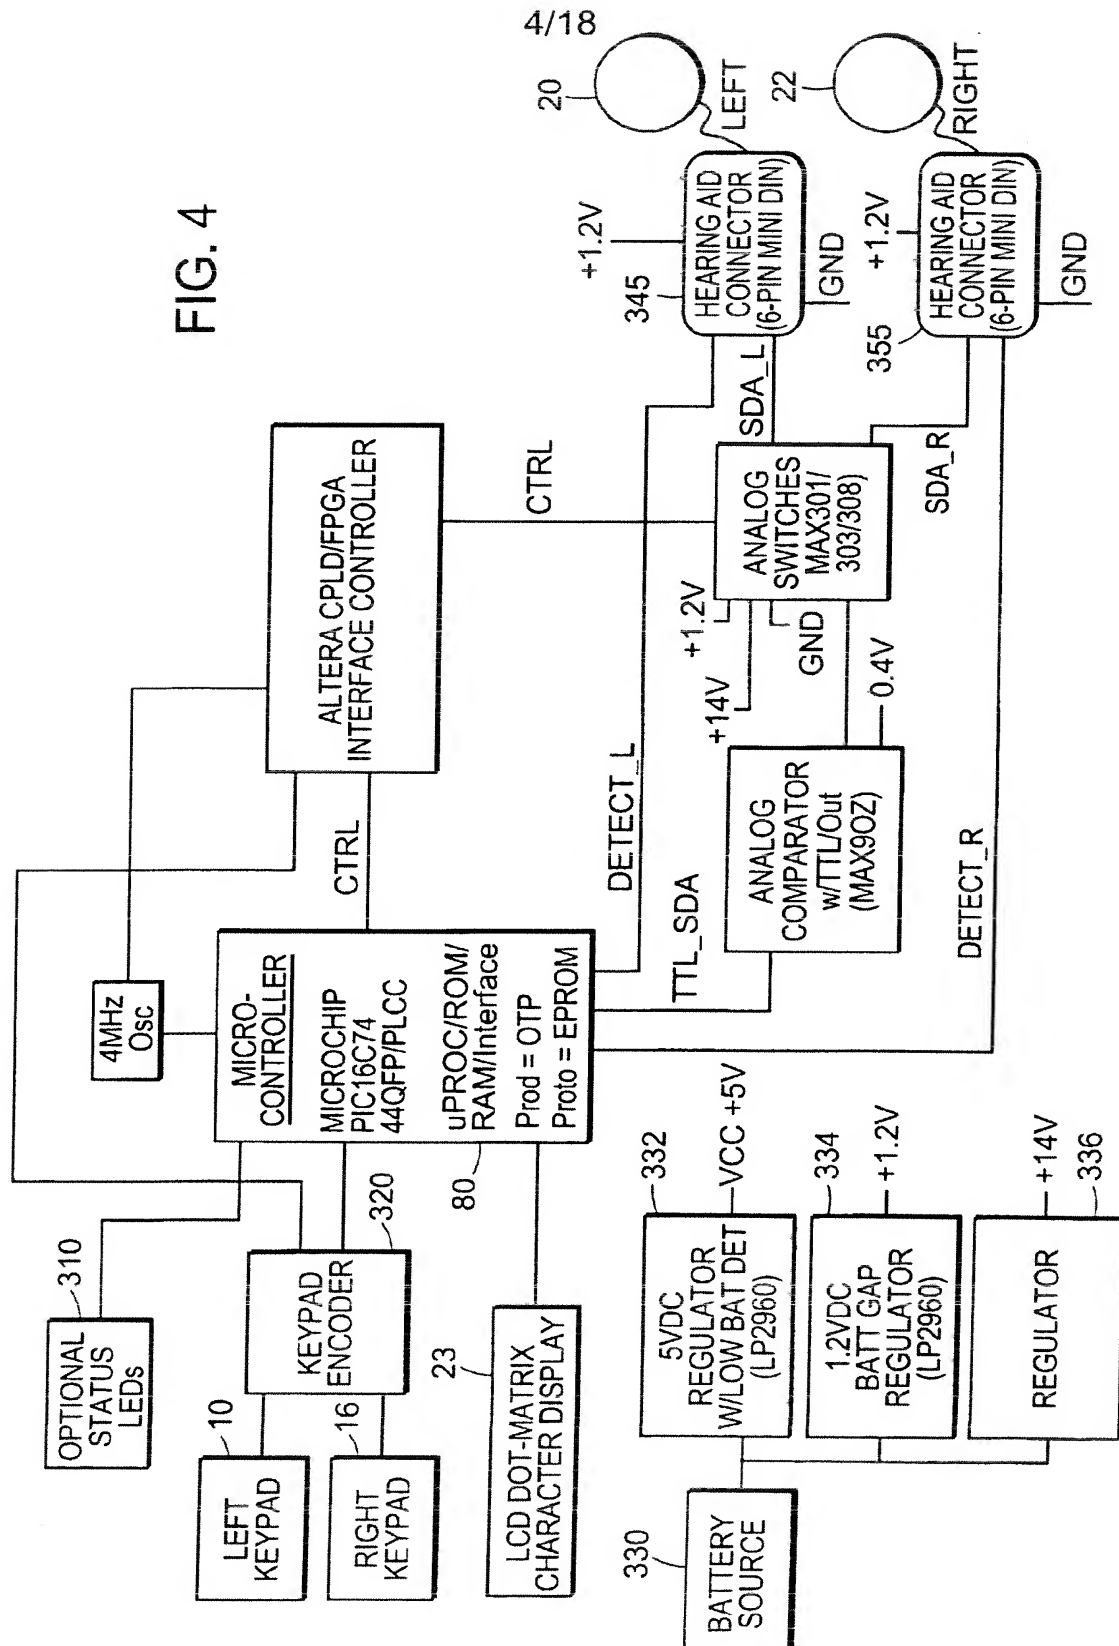 4/18
FIG. 4
OPTIONAL
STATUS
LEDs
310
4MHz
Osc
ALTERA CPLD/FPGA
INTERFACE CONTROLLER
CTRL
CTRL
LEFT
KEYPAD
10
RIGHT
KEYPAD
16
KEYPAD
ENCODER
320
MICRO-
CONTROLLER
MICROCHIP
PIC16C74
44QFP/PLCC
uPROC/ROM/
RAM/Interface
Prod = OTP
Proto = EPROM
80
LCD DOT-MATRIX
CHARACTER DISPLAY
23
DETECT_L
TTL_SDA
DETECT_R
ANALOG
COMPARATOR
w/TTL/Out
(MAX9OZ)
0.4V
+14V
+1.2V
GND
ANALOG
SWITCHES
MAX301/
303/308)
SDA_L
SDA_R
345
+1.2V
HEARING AID
CONNECTOR
(6-PIN MINI DIN)
GND
20
LEFT
355
+1.2V
HEARING AID
CONNECTOR
(6-PIN MINI DIN)
GND
22
RIGHT
BATTERY
SOURCE
330
5VDC
REGULATOR
W/LOW BAT DET
(LP2960)
332
VCC +5V
1.2VDC
BATT GAP
REGULATOR
(LP2960)
334
+1.2V
REGULATOR
+14V
336